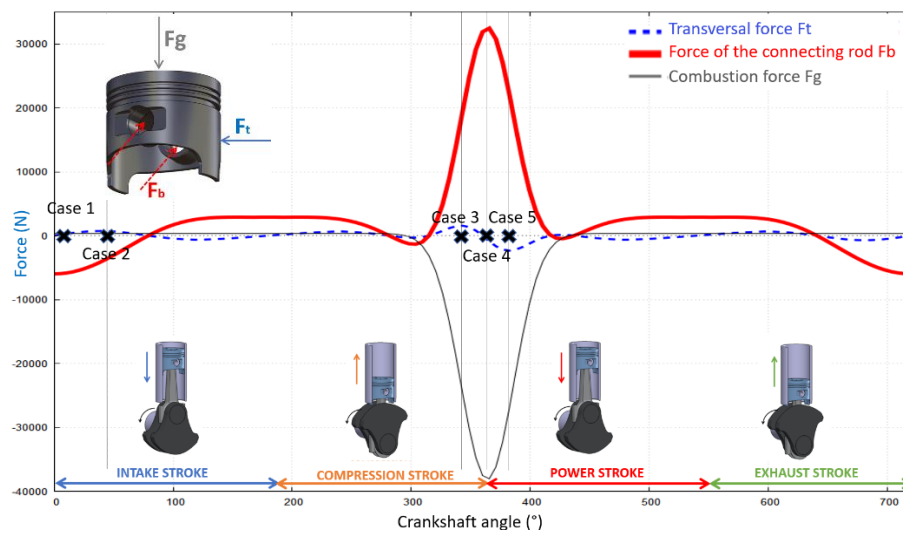 Transversal force Ft
Force of the connecting rod Fb
Combustion force Fg
Fg
Ft
Fb
Case 1
Case 2
Case 3
Case 4
Case 5
Force (N)
30000
20000
10000
0
-10000
-20000
-30000
-40000
INTAKE STROKE
COMPRESSION STROKE
POWER STROKE
EXHAUST STROKE
0
100
200
300
400
500
600
700
Crankshaft angle (°)